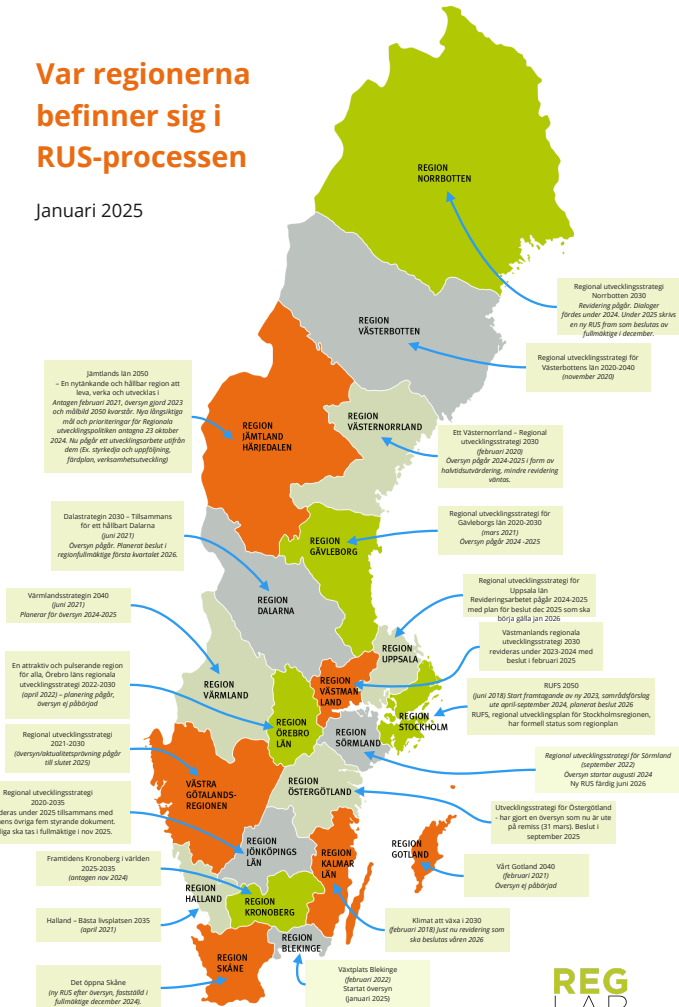 Var regionerna
befinner sig i
RUS-processen
Januari 2025
REGION
NORRBOTTEN
Regional utvecklingsstrategi
Norrbotten 2030
Revidering pågår. Dialoger
fördes under 2024. Under 2025 skrivs
en ny RUS fram som beslutas av
fullmäktige i december.
REGION
VÄSTERBOTTEN
Regional utvecklingsstrategi för
Västerbottens län 2020-2040
(november 2020)
Jämtlands län 2050
– En nytänkande och hållbar region att
leva, verka och utvecklas i
Antagen februari 2021, översyn gjord 2023
och målbild 2050 kvarstår. Nya långsiktiga
mål och prioriteringar för Regionala
utvecklingspolitiken antagna 23 oktober
2024. Nu pågår ett utvecklingsarbete utifrån
dem (Ex. styrkedja och uppföljning,
färdplan, verksamhetsutveckling)
REGION
JÄMTLAND
HÄRJEDALEN
REGION
VÄSTERNORRLAND
Ett Västernorrland – Regional
utvecklingsstrategi 2030
(februari 2020)
Översyn pågår 2024-2025 i form av
halvtidsutvärdering, mindre revidering
väntas.
Dalastrategin 2030 – Tillsammans
för ett hållbart Dalarna
(juni 2021)
Översyn pågår. Planerat beslut i
regionfullmäktige första kvartalet 2026.
REGION
GÄVLEBORG
Regional utvecklingsstrategi för
Gävleborgs län 2020-2030
(mars 2021)
Översyn pågår 2024 -2025
REGION
DALARNA
Regional utvecklingsstrategi för
Uppsala län
Revideringsarbetet pågår 2024-2025
med plan för beslut dec 2025 som ska
börja gälla jan 2026
Värmlandsstrategin 2040
(juni 2021)
Planerar för översyn 2024-2025
REGION
UPPSALA
Västmanlands regionala
utvecklingsstrategi 2030
revideras under 2023-2024 med
beslut i februari 2025
En attraktiv och pulserande region
för alla, Örebro läns regionala
utvecklingsstrategi 2022-2030
(april 2022) – planering pågår,
översyn ej påbörjad
REGION
VÄRMLAND
REGION
VÄSTMAN
LAND
RUFS 2050
(juni 2018) Start framtagande av ny 2023, samrådsförslag
ute april-september 2024, planerat beslut 2026
RUFS, regional utvecklingsplan för Stockholmsregionen,
har formell status som regionplan
REGION
STOCKHOLM
REGION
ÖREBRO
LÄN
REGION
SÖRMLAND
Regional utvecklingsstrategi
2021-2030
(översyn/aktualitetsprövning pågår
till slutet 2025)
Regional utvecklingsstrategi för Sörmland
(september 2022)
Översyn startar augusti 2024
Ny RUS färdig juni 2026
VÄSTRA
GÖTALANDS-
REGIONEN
REGION
ÖSTERGÖTLAND
Regional utvecklingsstrategi
2020-2035
deras under 2025 tillsammans med
ens övriga fem styrande dokument.
liga ska tas i fullmäktige i nov 2025.
Utvecklingsstrategi för Östergötland
- har gjort en översyn som nu är ute
på remiss (31 mars). Beslut i
september 2025
REGION
JÖNKÖPINGS
LÄN
REGION
KALMAR
LÄN
REGION
GOTLAND
Framtidens Kronoberg i världen
2025-2035
(antagen nov 2024)
Vårt Gotland 2040
(februari 2021)
Översyn ej påbörjad
REGION
HALLAND
REGION
KRONOBERG
Halland – Bästa livsplatsen 2035
(april 2021)
Klimat att växa i 2030
(februari 2018) Just nu revidering som
ska beslutas våren 2026
REGION
BLEKINGE
REGION
SKÅNE
Växtplats Blekinge
(februari 2022)
Startat översyn
(januari 2025)
Det öppna Skåne
(ny RUS efter översyn, fastställd i
fullmäktige december 2024).
REG
LAB